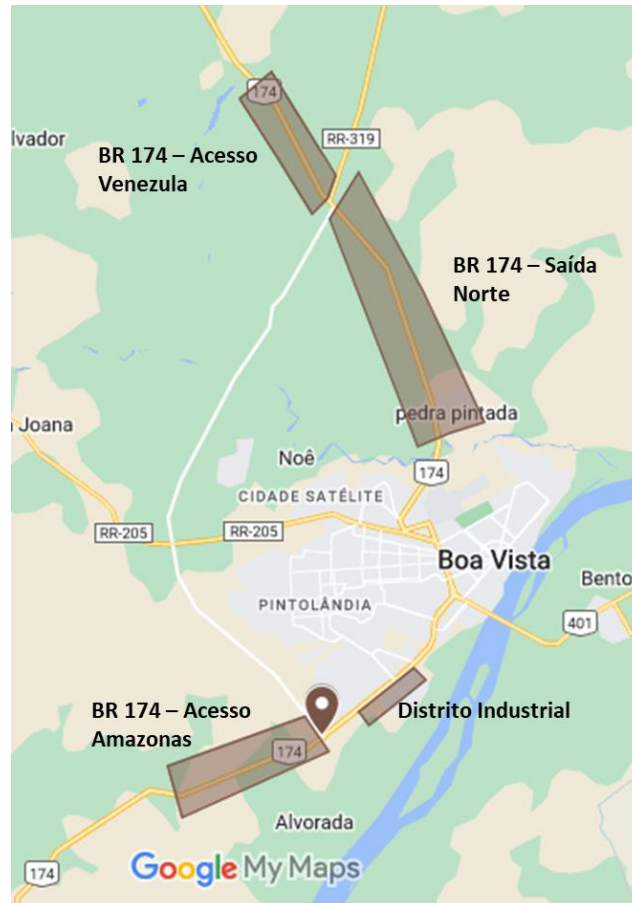 174
RR-319
lvador
BR 174 – Acesso
Venezula
BR 174 – Saída
Norte
pedra pintada
Joana
Noê
174
CIDADE SATÉLITE
RR-205
RR-205
Boa Vista
Bento
PINTOLÂNDIA
401
BR 174 – Acesso
Amazonas
Distrito Industrial
174
Alvorada
Google My Maps
174